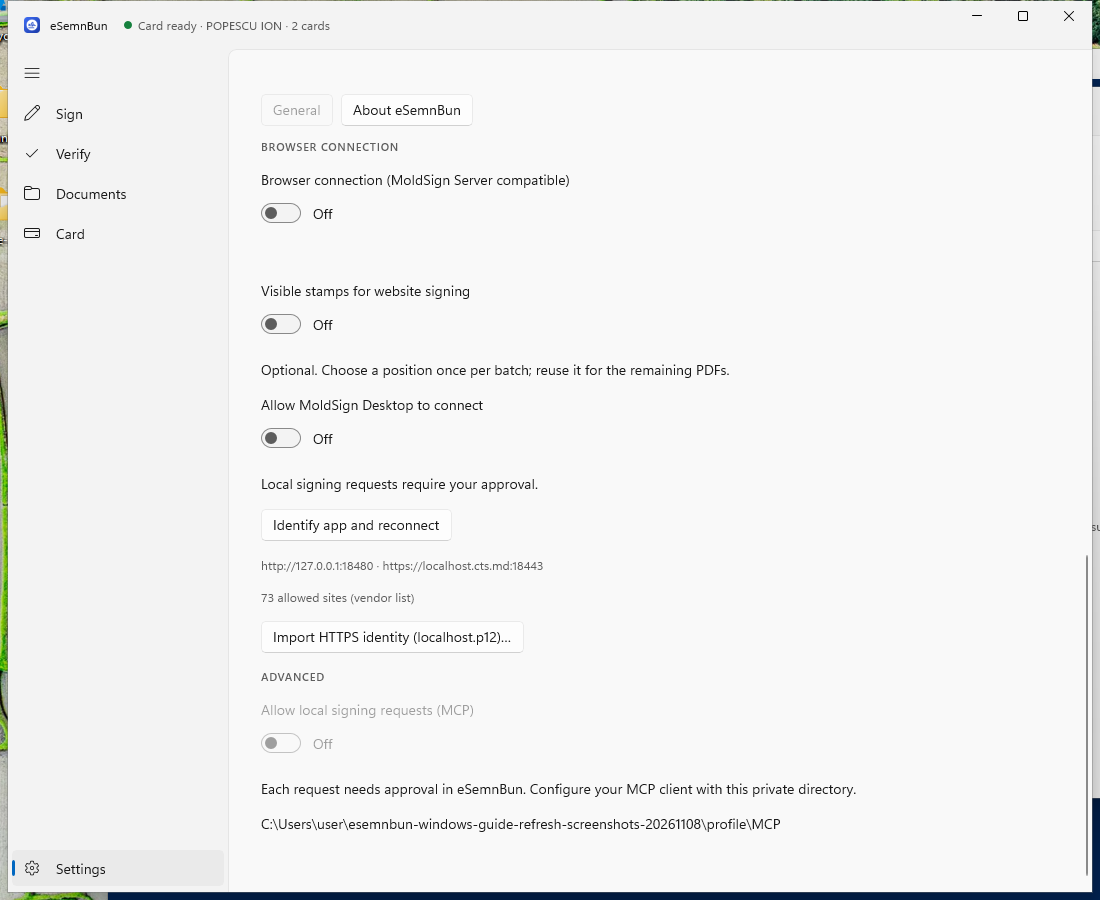 eSemnBun
Card ready · POPESCU ION · 2 cards
Sign
Verify
Documents
Card
Settings
General
About eSemnBun
BROWSER CONNECTION
Browser connection (MoldSign Server compatible)
Off
Visible stamps for website signing
Off
Optional. Choose a position once per batch; reuse it for the remaining PDFs.
Allow MoldSign Desktop to connect
Off
Local signing requests require your approval.
Identify app and reconnect
http://127.0.0.1:18480 · https://localhost.cts.md:18443
73 allowed sites (vendor list)
Import HTTPS identity (localhost.p12)...
ADVANCED
Allow local signing requests (MCP)
Off
Each request needs approval in eSemnBun. Configure your MCP client with this private directory.
C:\Users\user\esemnbun-windows-guide-refresh-screenshots-20261108\profile\MCP